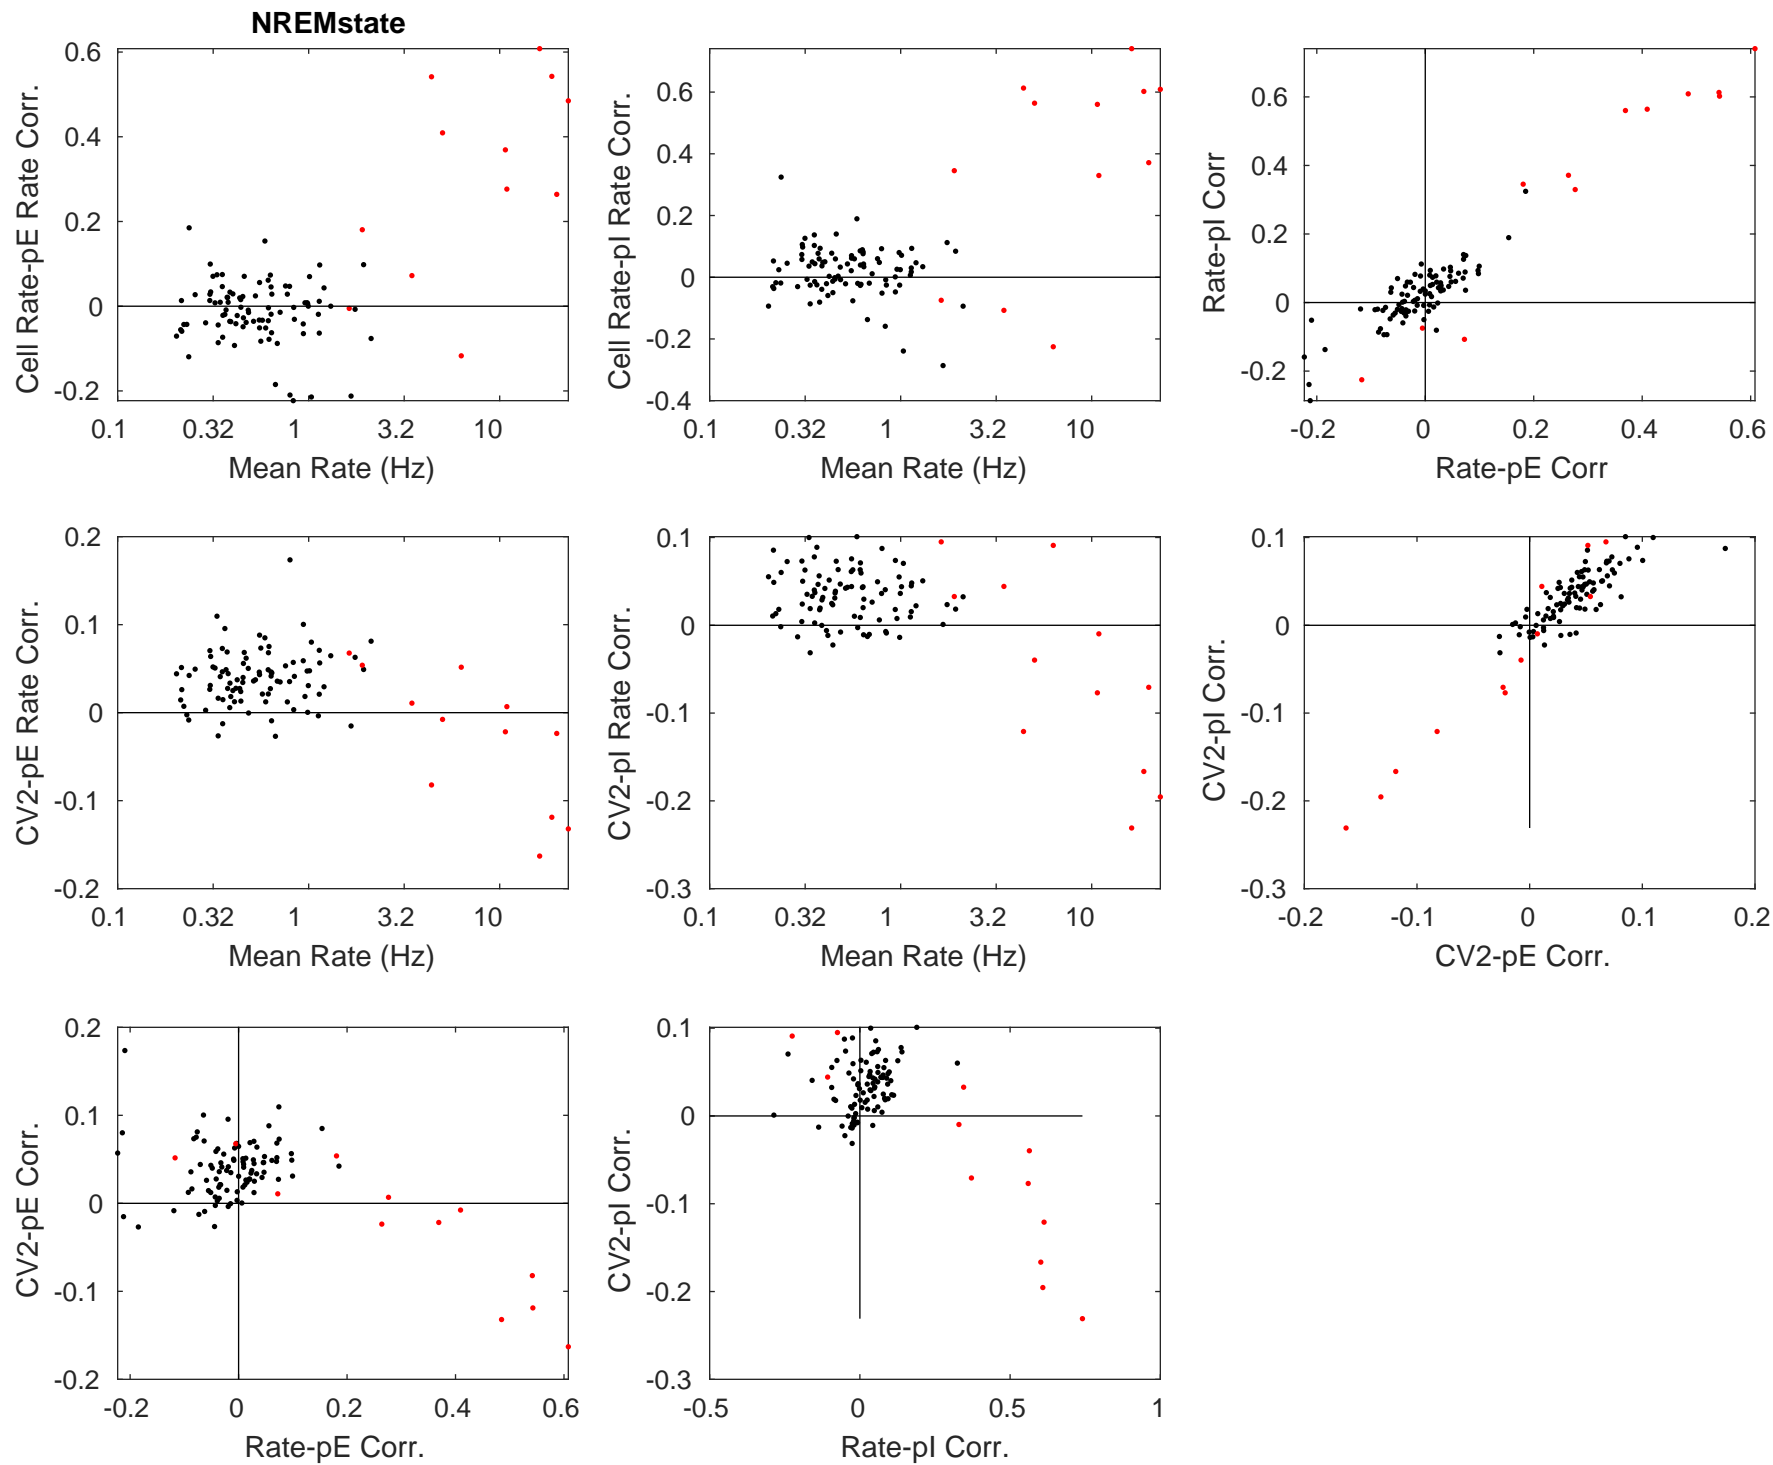 NREMstate
0.6
0.4
0.2
0
-0.2
Cell Rate-pE Rate Corr.
0.1 0.32 1 3.2 10
Mean Rate (Hz)
0.6
0.4
0.2
0
-0.2
-0.4
Cell Rate-pI Rate Corr.
0.1 0.32 1 3.2 10
Mean Rate (Hz)
0.6
0.4
0.2
0
-0.2
Rate-pI Corr
-0.2 0 0.2 0.4 0.6
Rate-pE Corr
0.2
0.1
0
-0.1
-0.2
CV2-pE Rate Corr.
0.1 0.32 1 3.2 10
Mean Rate (Hz)
0.1
0
-0.1
-0.2
-0.3
CV2-pI Rate Corr.
0.1 0.32 1 3.2 10
Mean Rate (Hz)
0.1
0
-0.1
-0.2
-0.3
CV2-pI Corr.
-0.2 -0.1 0 0.1 0.2
CV2-pE Corr.
0.2
0.1
0
-0.1
-0.2
CV2-pE Corr.
-0.2 0 0.2 0.4 0.6
Rate-pE Corr.
0.1
0
-0.1
-0.2
-0.3
CV2-pI Corr.
-0.5 0 0.5 1
Rate-pI Corr.